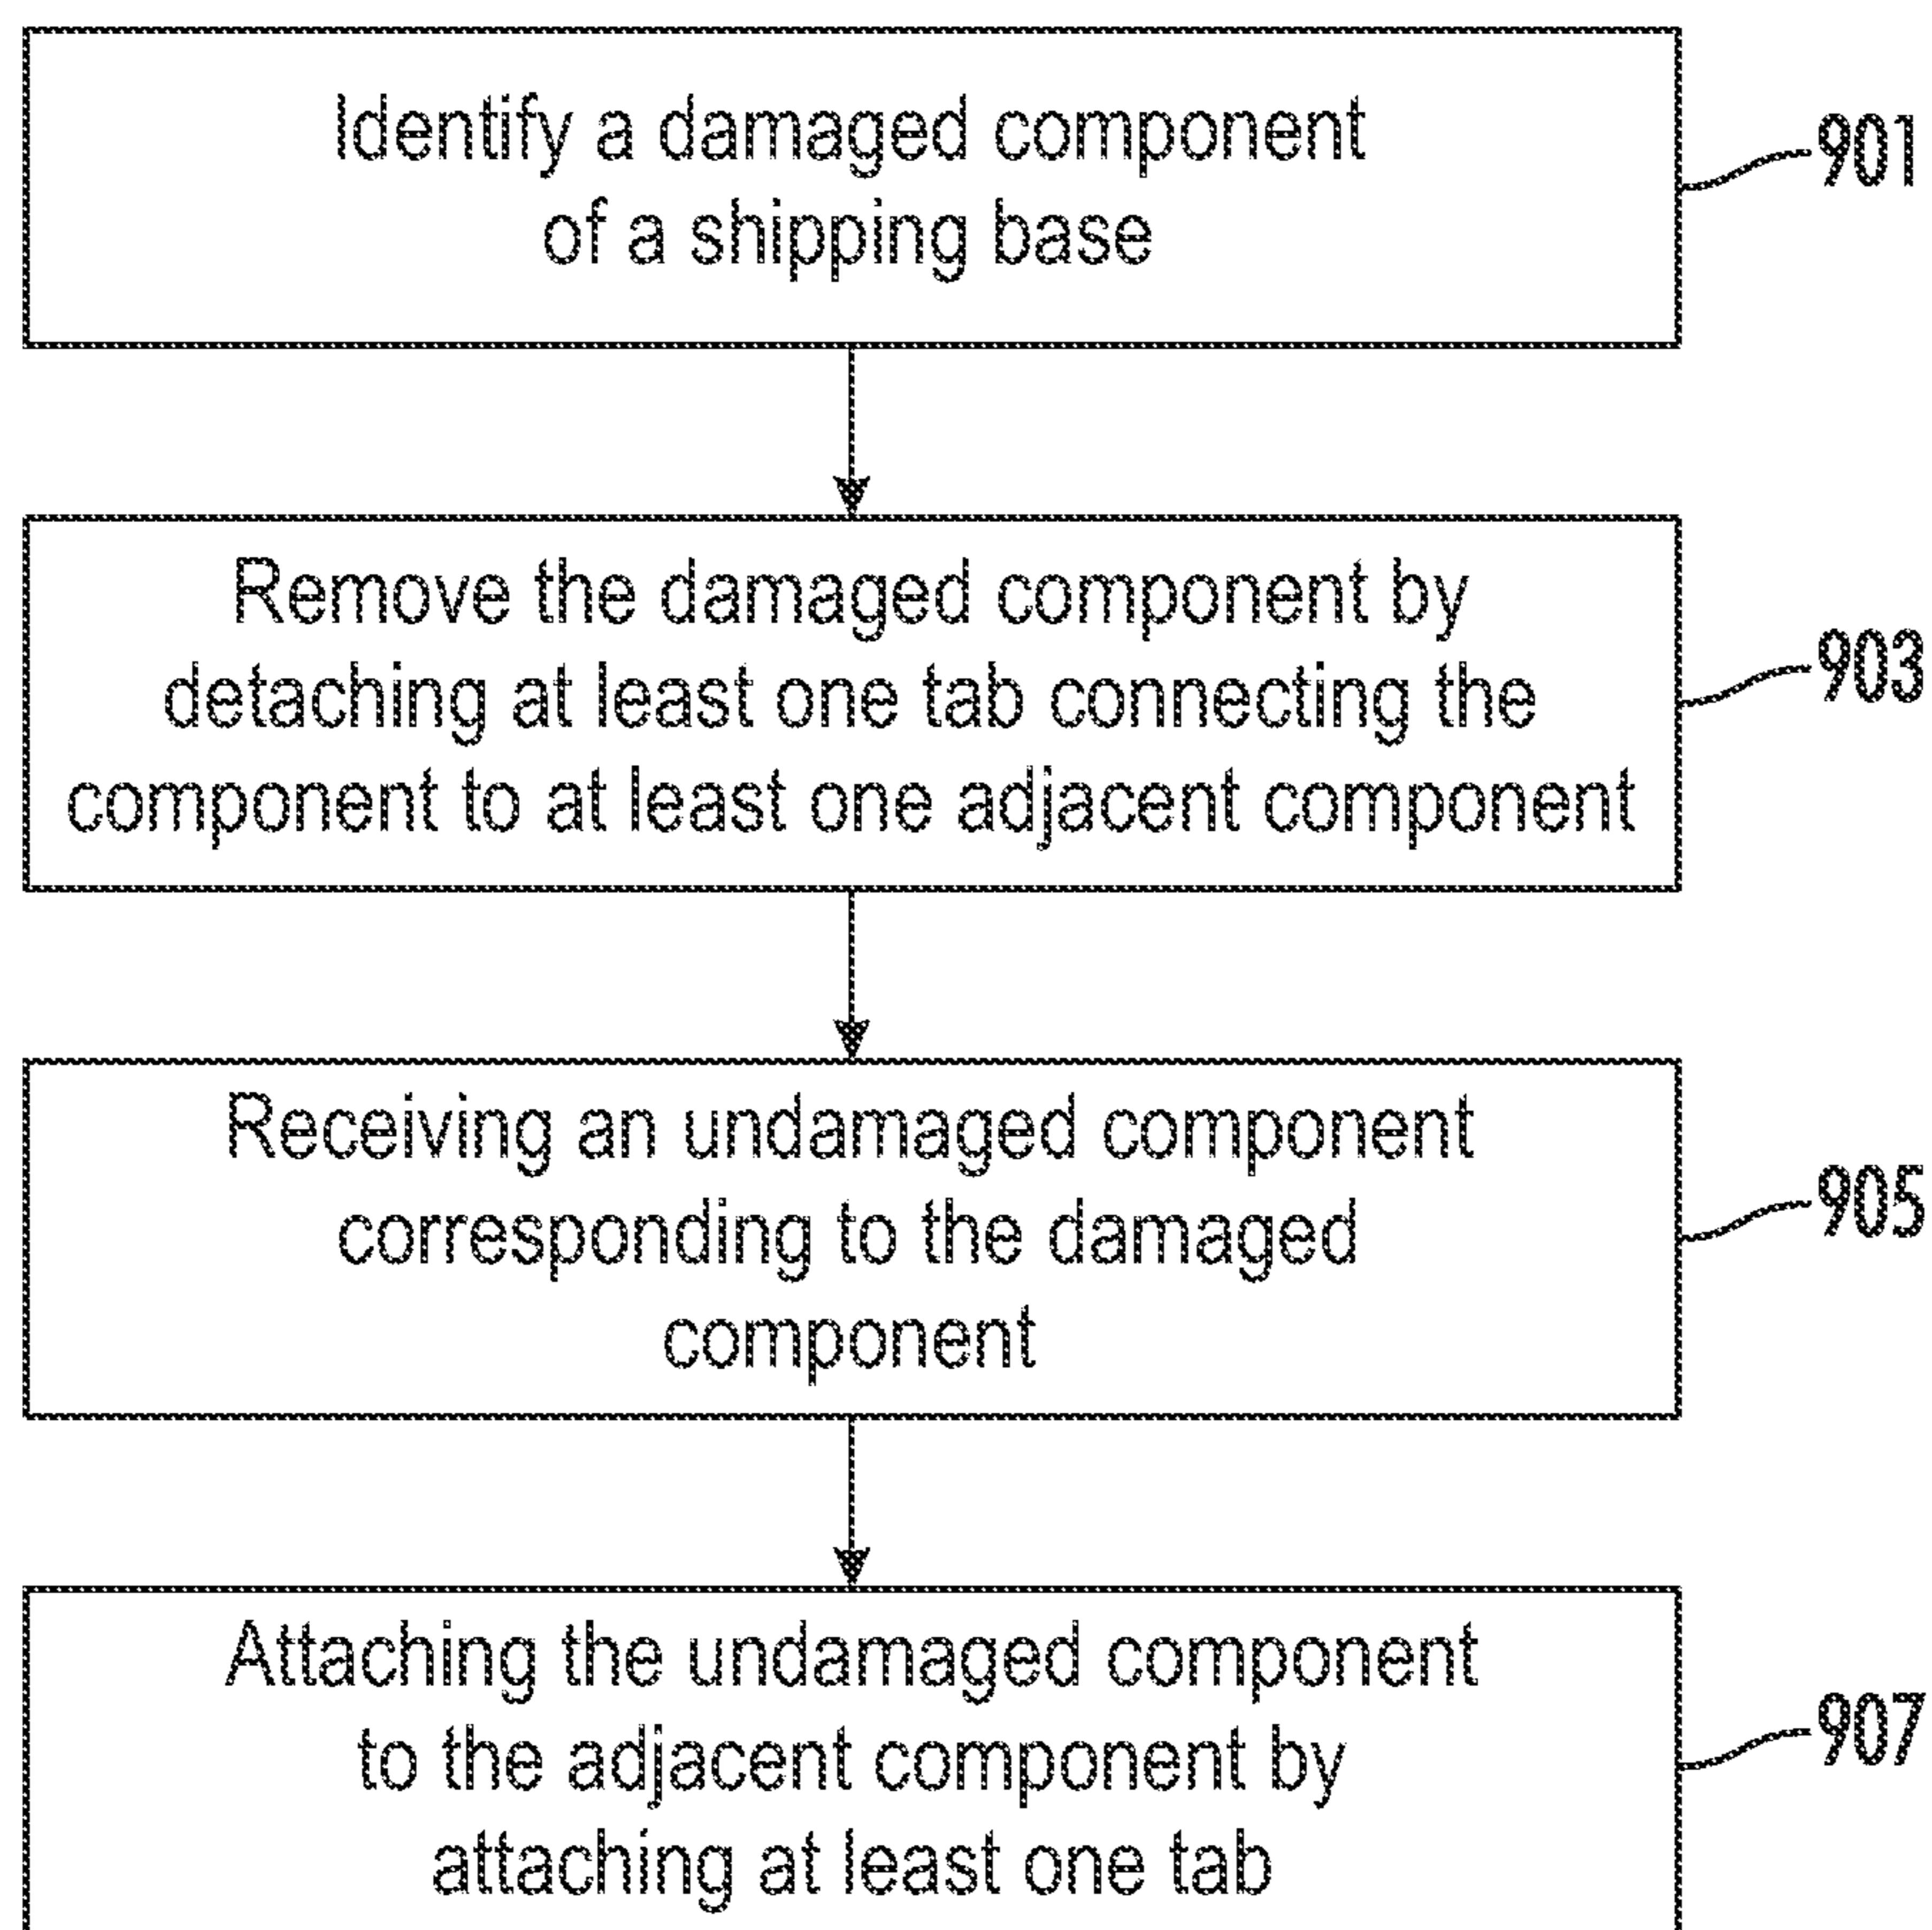 Identify a damaged component
of a shipping base
901
Remove the damaged component by
detaching at least one tab connecting the
component to at least one adjacent component
903
Receiving an undamaged component
corresponding to the damaged
component
905
Attaching the undamaged component
to the adjacent component by
attaching at least one tab
907